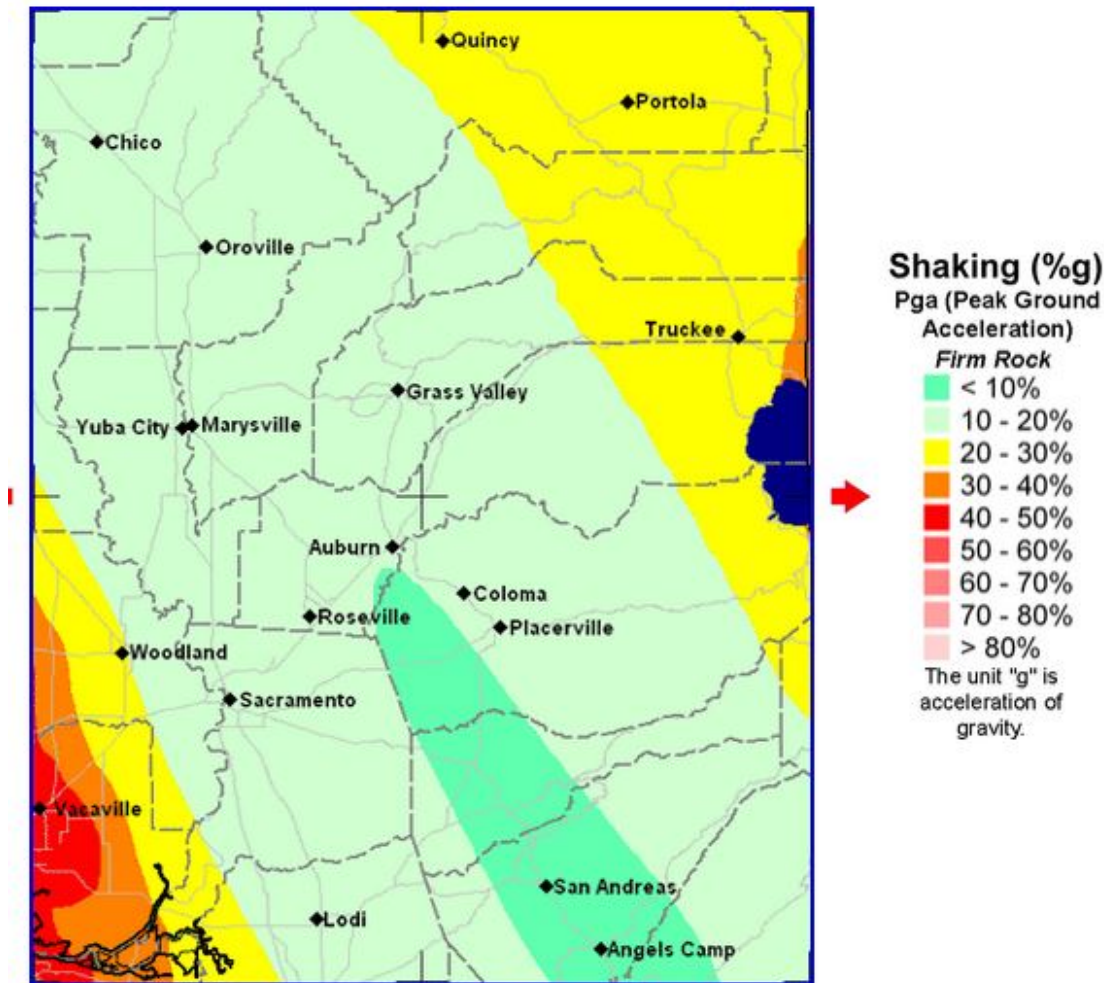 Quincy
Portola
Chico
Oroville
Truckee
Grass Valley
Yuba City
Marysville
Auburn
Coloma
Roseville
Placerville
Woodland
Sacramento
Vacaville
San Andreas
Lodi
Angels Camp
Shaking (%g)
Pga (Peak Ground
Acceleration)
Firm Rock
< 10%
10 - 20%
20 - 30%
30 - 40%
40 - 50%
50 - 60%
60 - 70%
70 - 80%
> 80%
The unit "g" is
acceleration of
gravity.